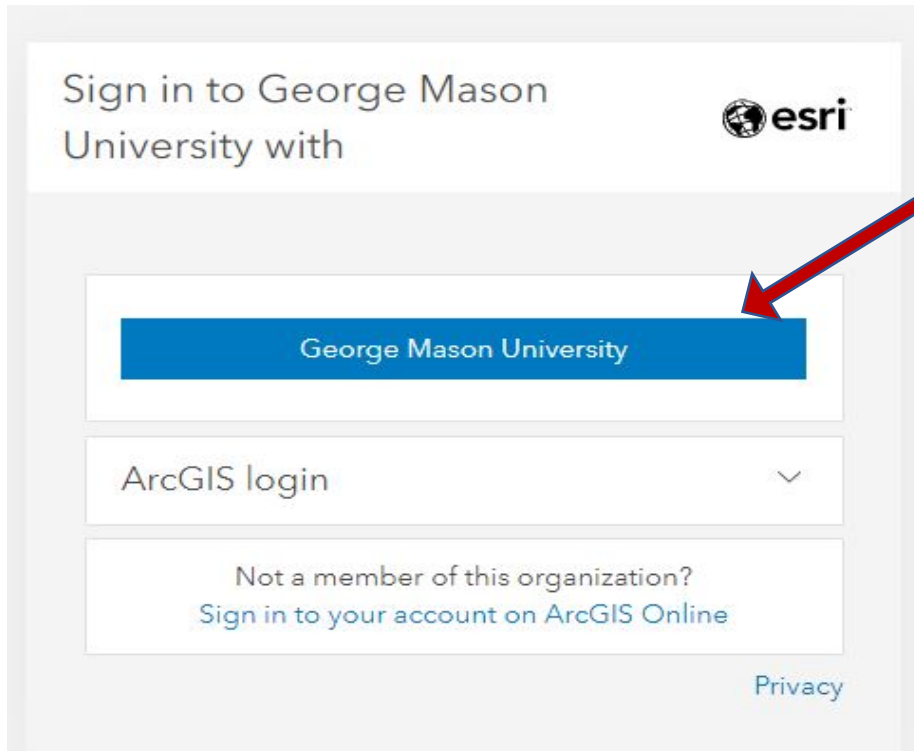 Sign in to George Mason
University with
esri
George Mason University
ArcGIS login
Not a member of this organization?
Sign in to your account on ArcGIS Online
Privacy